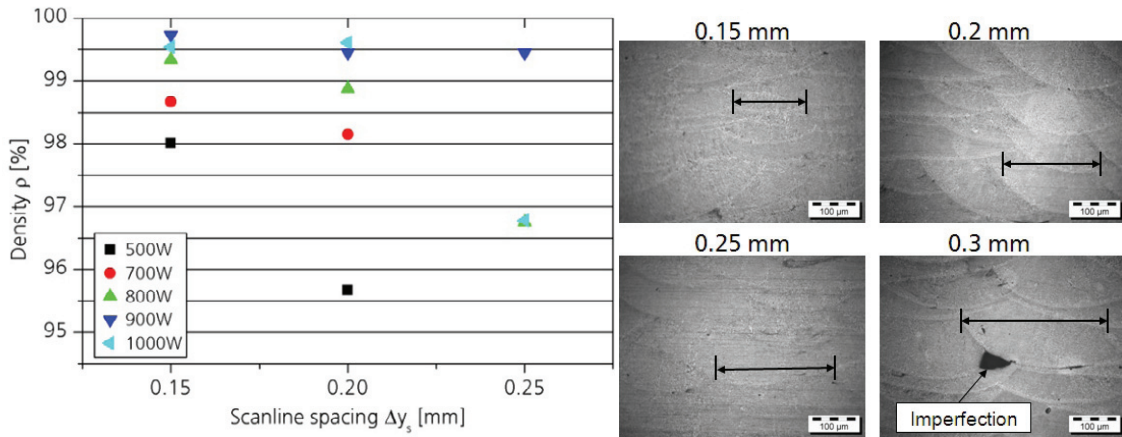 100
99
98
97
96
95
Density ρ [%]
500W
700W
800W
900W
1000W
0.15
0.20
0.25
Scanline spacing Δyₛ [mm]
0.15 mm
100 µm
0.2 mm
100 µm
0.25 mm
100 µm
0.3 mm
Imperfection
100 µm